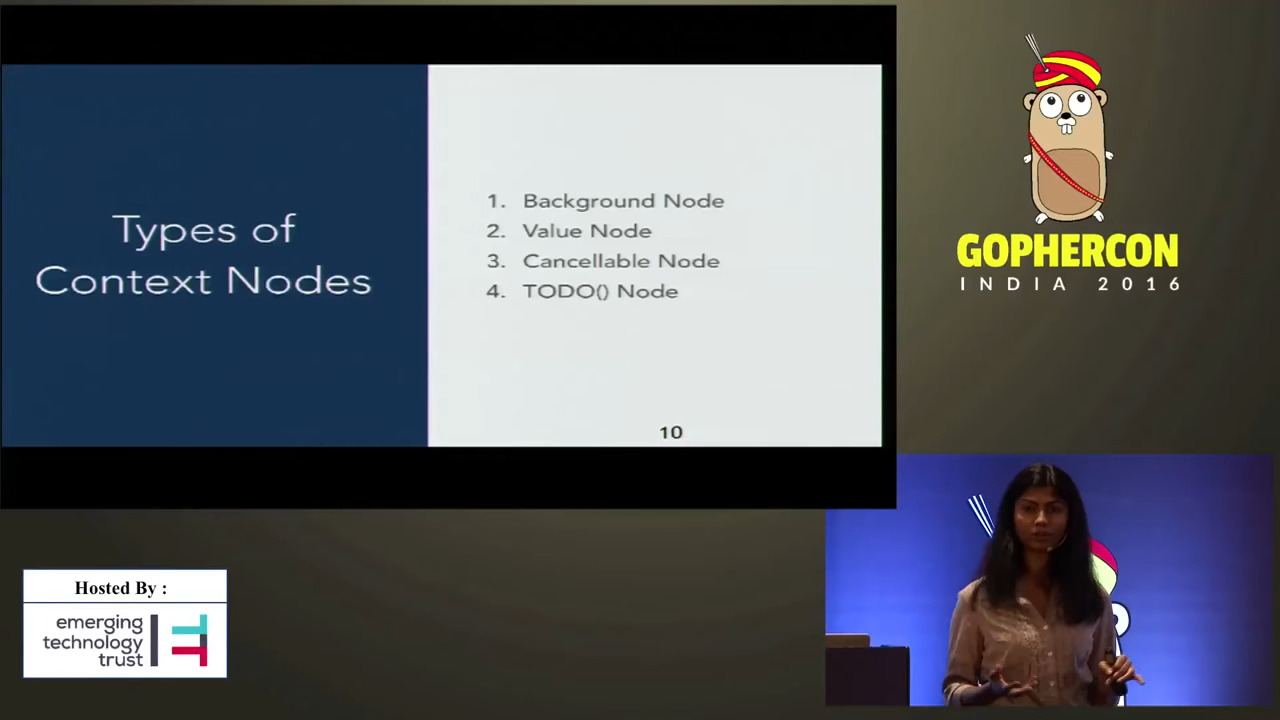 Types of
Context Nodes
1. Background Node
2. Value Node
3. Cancellable Node
4. TODO() Node
10
GOPHERCON
INDIA 2016
Hosted By :
emerging
technology
trust